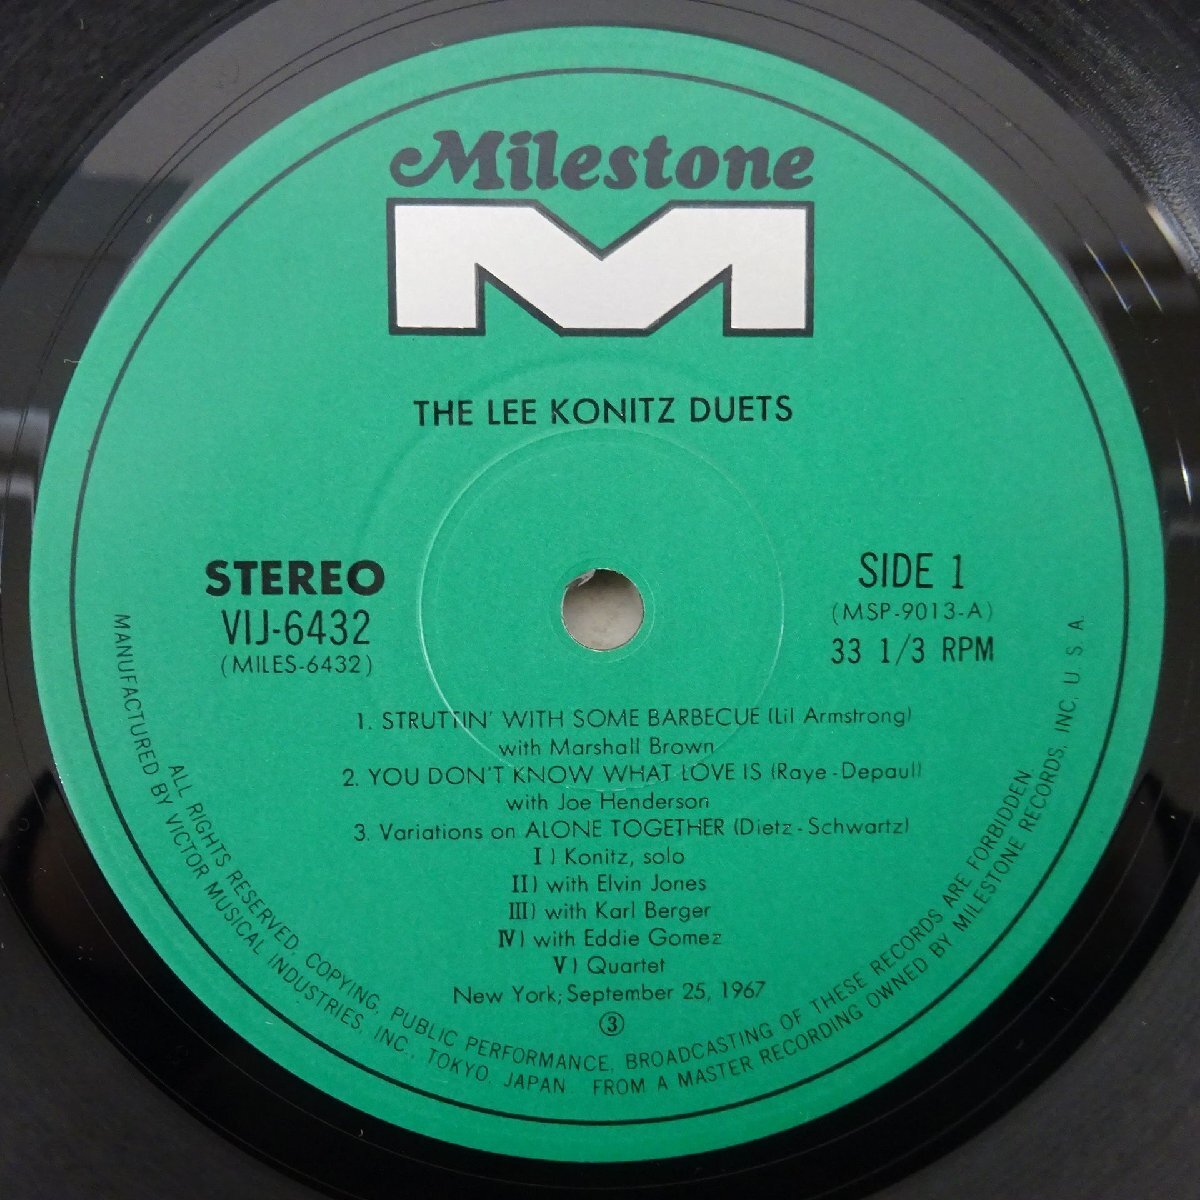 Milestone
M
THE LEE KONITZ DUETS
STEREO
VIJ-6432
(MILES-6432)
SIDE 1
(MSP-9013-A)
33 1/3 RPM
1. STRUTTIN' WITH SOME BARBECUE (Lil Armstrong)
with Marshall Brown
2. YOU DON'T KNOW WHAT LOVE IS (Raye-Depaul)
with Joe Henderson
3. Variations on ALONE TOGETHER (Dietz-Schwartz)
I) Konitz, solo
II) with Elvin Jones
III) with Karl Berger
IV) with Eddie Gomez
V) Quartet
New York; September 25, 1967
③
ALL RIGHTS RESERVED. COPYING, PUBLIC PERFORMANCE, BROADCASTING OF THESE RECORDS ARE FORBIDDEN.
MANUFACTURED BY VICTOR MUSICAL INDUSTRIES, INC., TOKYO, JAPAN FROM A MASTER RECORDING OWNED BY MILESTONE RECORDS, INC. U.S.A.